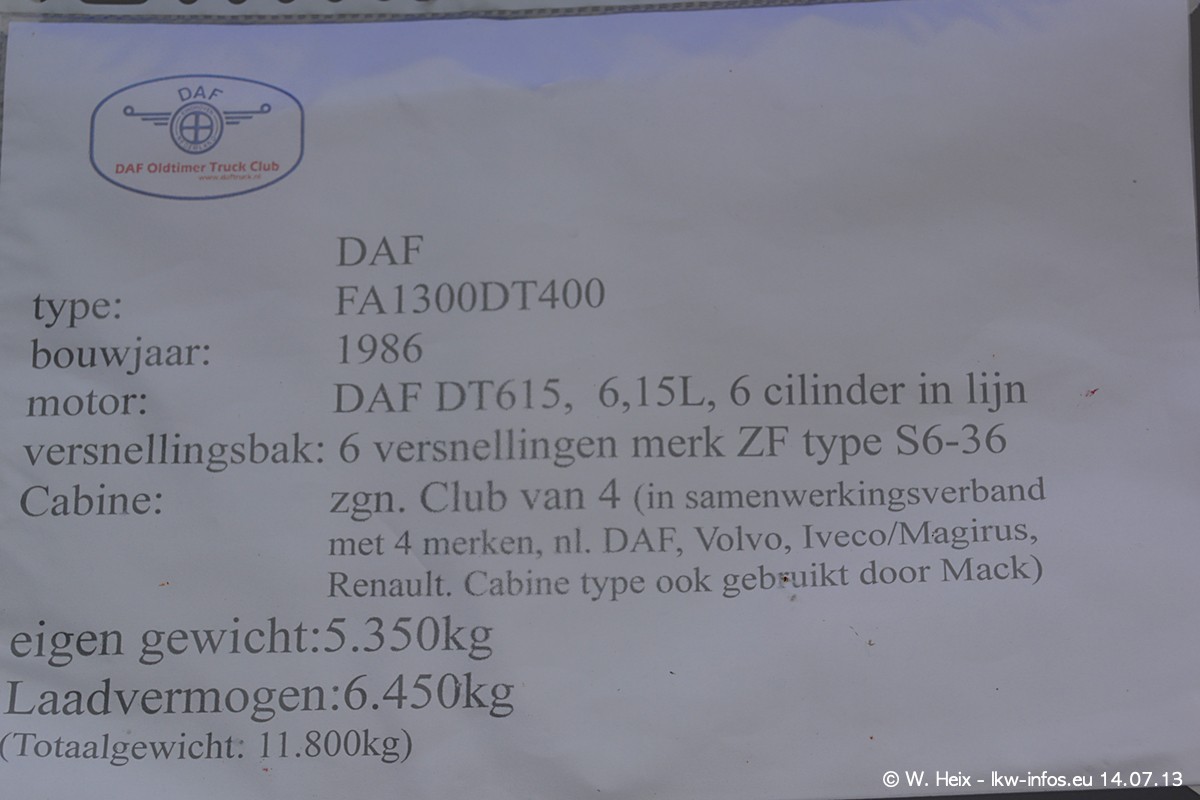 DAF
DAF Oldtimer Truck Club
www.daftruck.nl
DAF
type: FA1300DT400
bouwjaar: 1986
motor: DAF DT615, 6,15L, 6 cilinder in lijn
versnellingsbak: 6 versnellingen merk ZF type S6-36
Cabine: zgn. Club van 4 (in samenwerkingsverband
met 4 merken, nl. DAF, Volvo, Iveco/Magirus,
Renault. Cabine type ook gebruikt door Mack)
eigen gewicht:5.350kg
Laadvermogen:6.450kg
(Totaalgewicht: 11.800kg)
© W. Heix - lkw-infos.eu 14.07.13